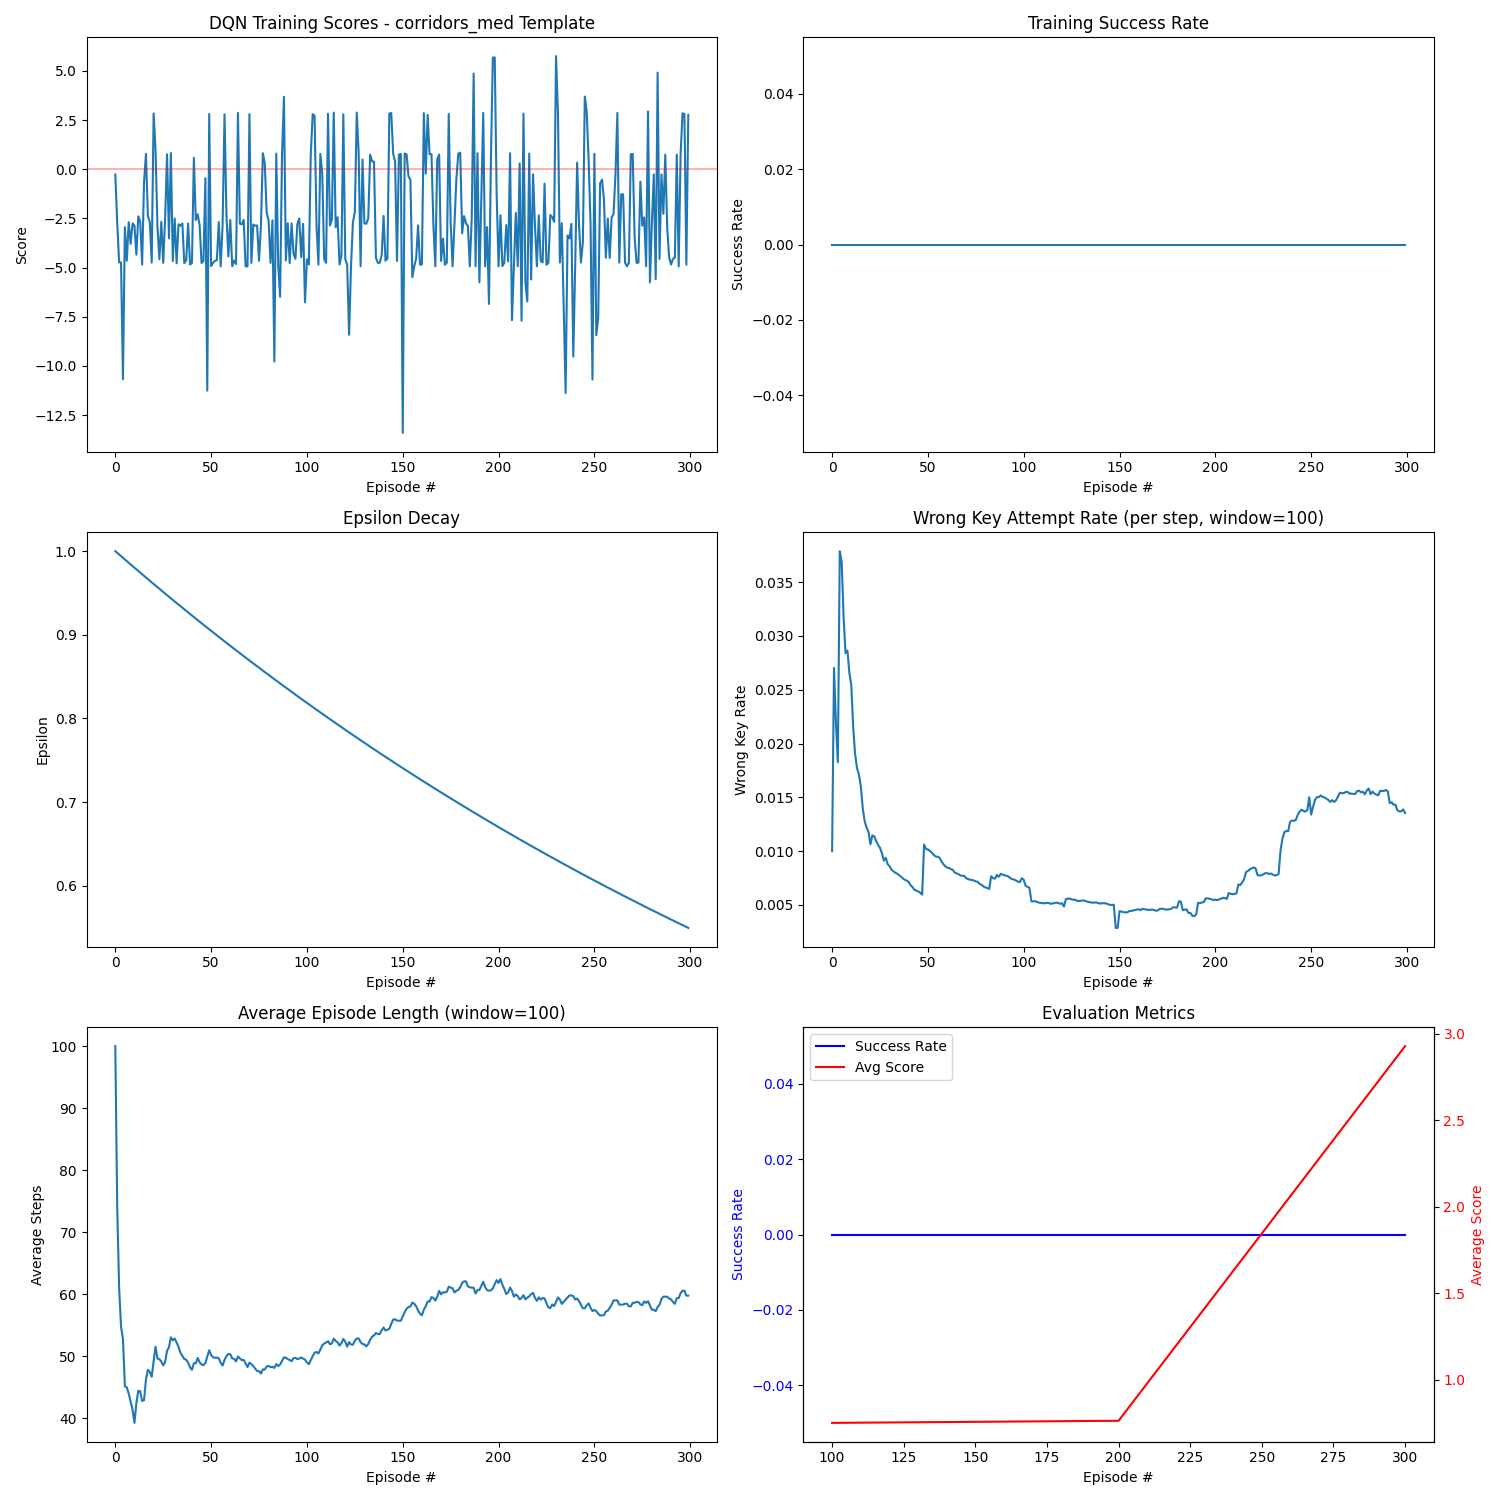 DQN Training Scores - corridors_med Template
Score
5.0
2.5
0.0
−2.5
−5.0
−7.5
−10.0
−12.5
0 50 100 150 200 250 300
Episode #
Training Success Rate
Success Rate
0.04
0.02
0.00
−0.02
−0.04
0 50 100 150 200 250 300
Episode #
Epsilon Decay
Epsilon
1.0
0.9
0.8
0.7
0.6
0 50 100 150 200 250 300
Episode #
Wrong Key Attempt Rate (per step, window=100)
Wrong Key Rate
0.035
0.030
0.025
0.020
0.015
0.010
0.005
0 50 100 150 200 250 300
Episode #
Average Episode Length (window=100)
Average Steps
100
90
80
70
60
50
40
0 50 100 150 200 250 300
Episode #
Evaluation Metrics
Success Rate
Avg Score
Success Rate
0.04
0.02
0.00
−0.02
−0.04
3.0
2.5
2.0
1.5
1.0
Average Score
100 125 150 175 200 225 250 275 300
Episode #